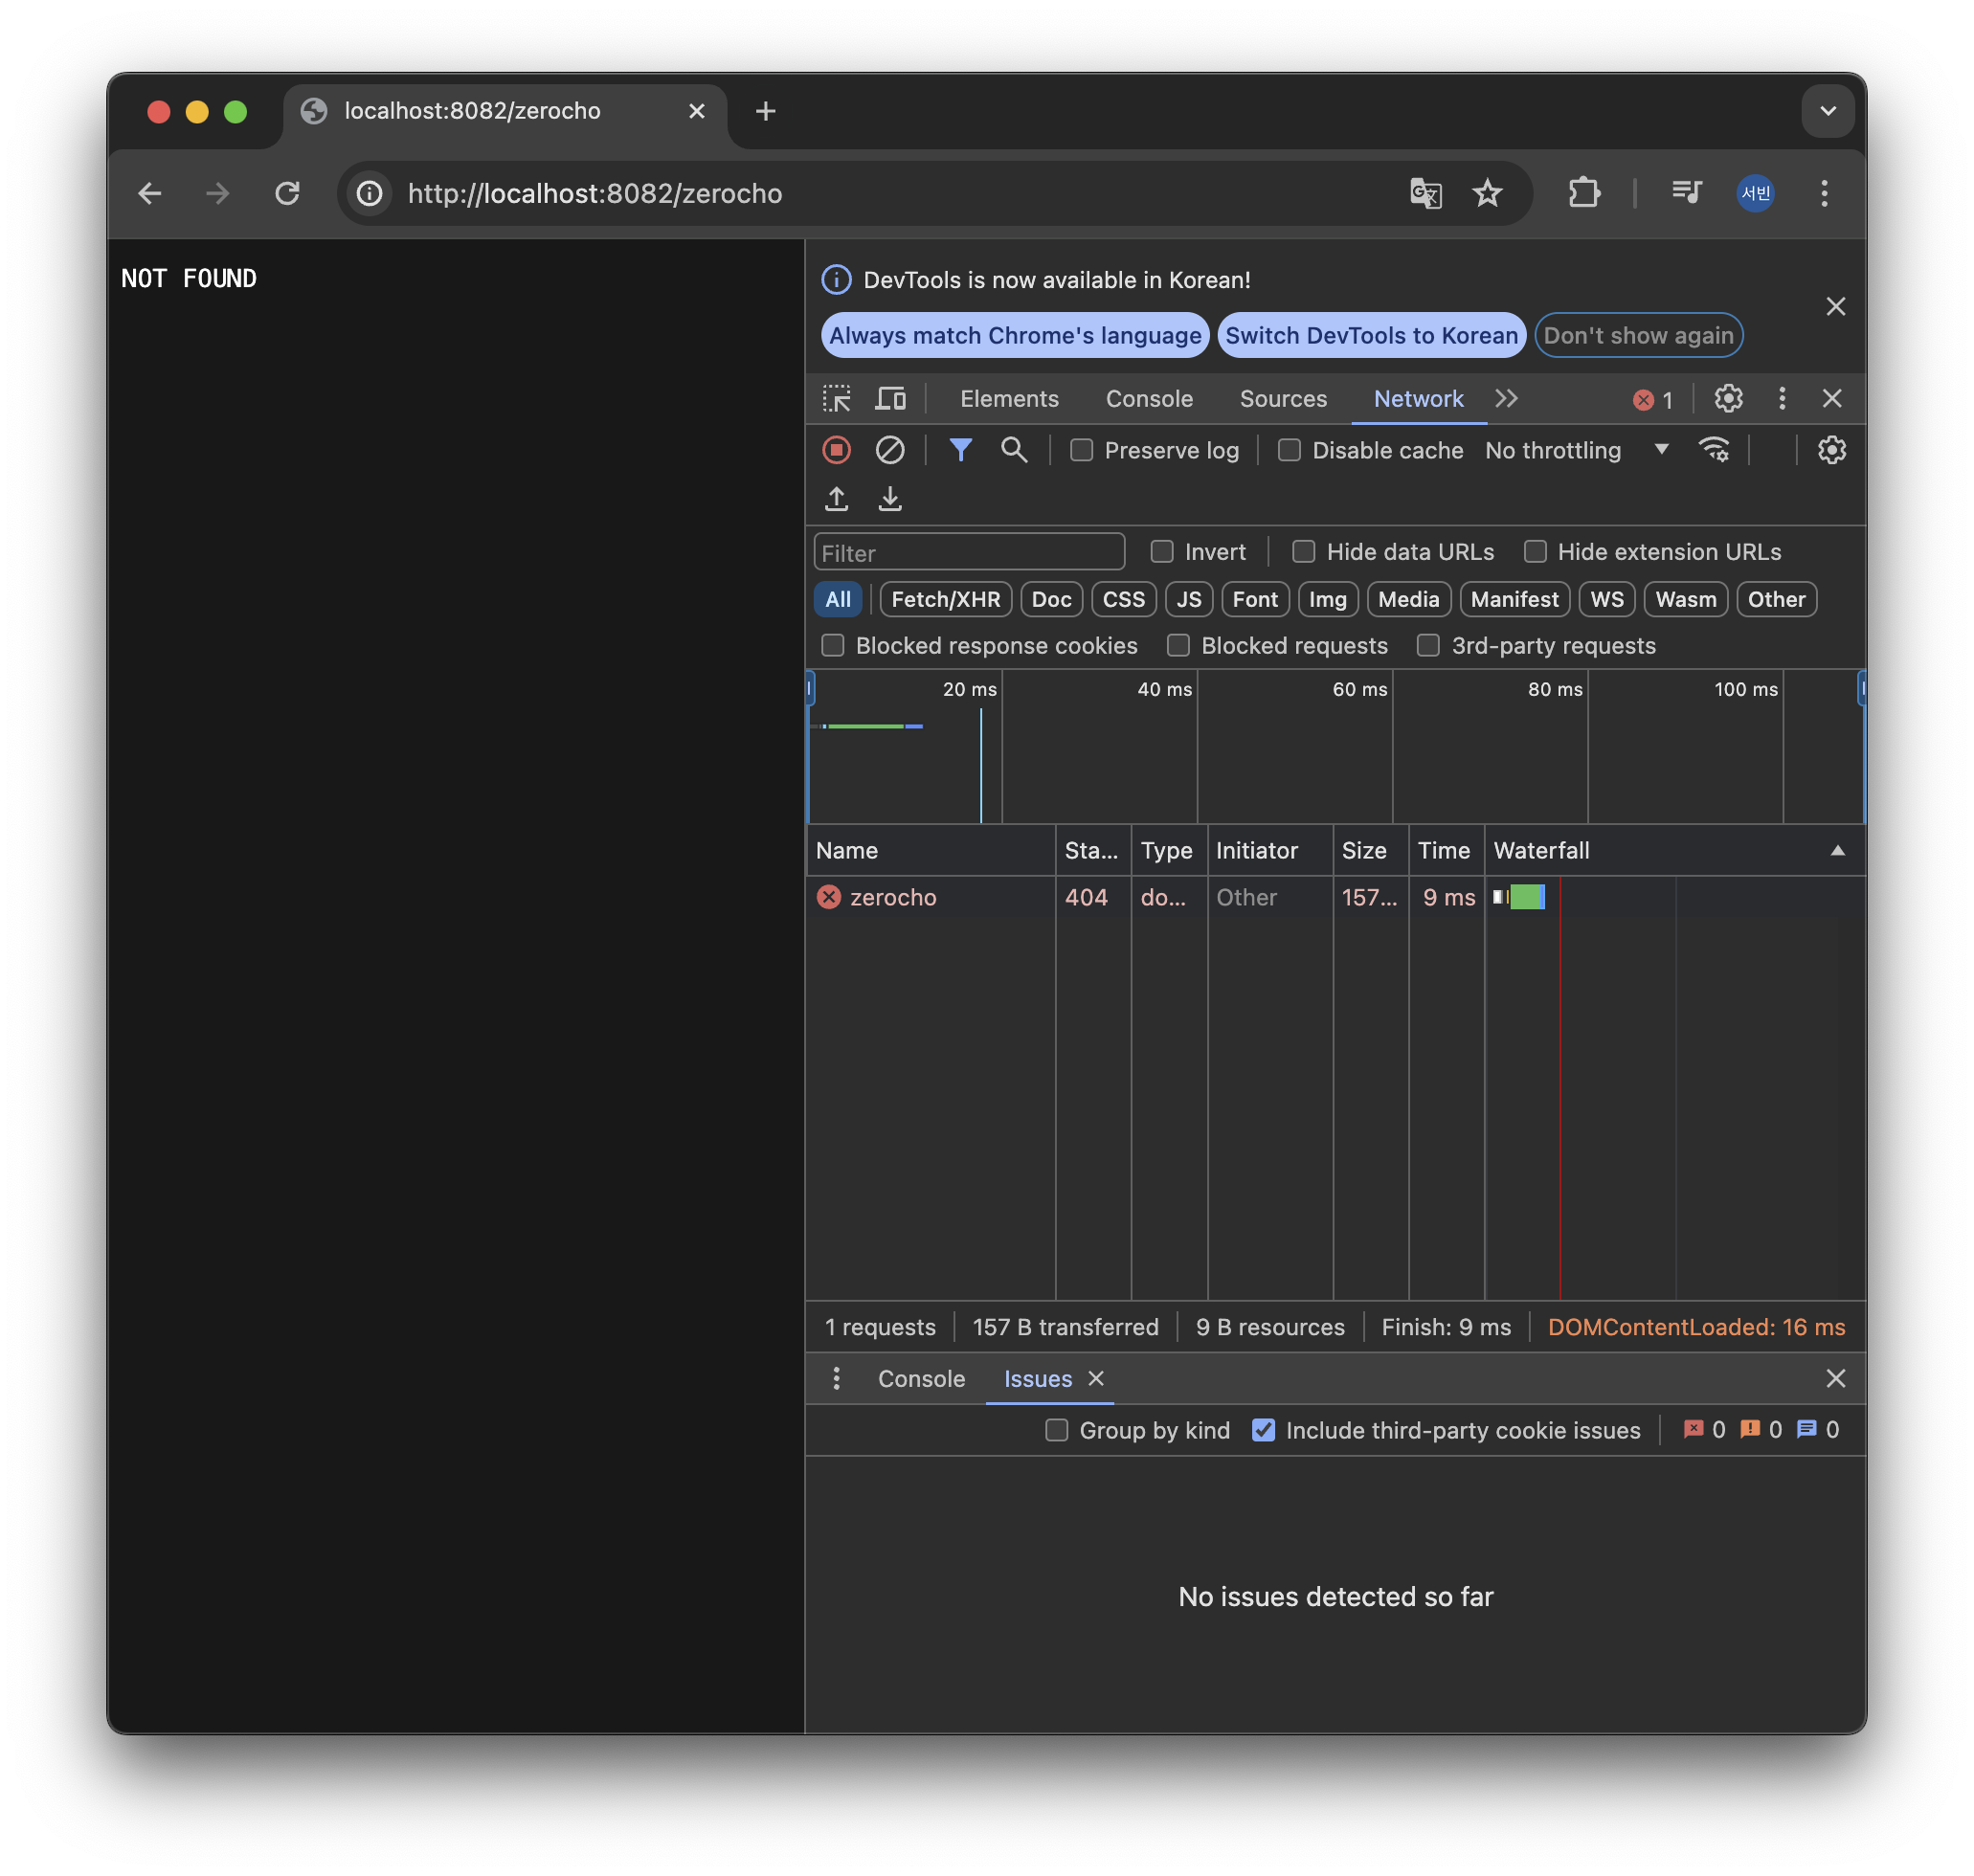 localhost:8082/zerocho
http://localhost:8082/zerocho
서빈
NOT FOUND
DevTools is now available in Korean!
Always match Chrome's language Switch DevTools to Korean Don't show again
Elements Console Sources Network 1
Preserve log Disable cache No throttling
Filter Invert Hide data URLs Hide extension URLs
All Fetch/XHR Doc CSS JS Font Img Media Manifest WS Wasm Other
Blocked response cookies Blocked requests 3rd-party requests
20 ms 40 ms 60 ms 80 ms 100 ms
Name Sta... Type Initiator Size Time Waterfall
zerocho 404 do... Other 157... 9 ms
1 requests 157 B transferred 9 B resources Finish: 9 ms DOMContentLoaded: 16 ms
Console Issues
Group by kind Include third-party cookie issues 0 0 0
No issues detected so far